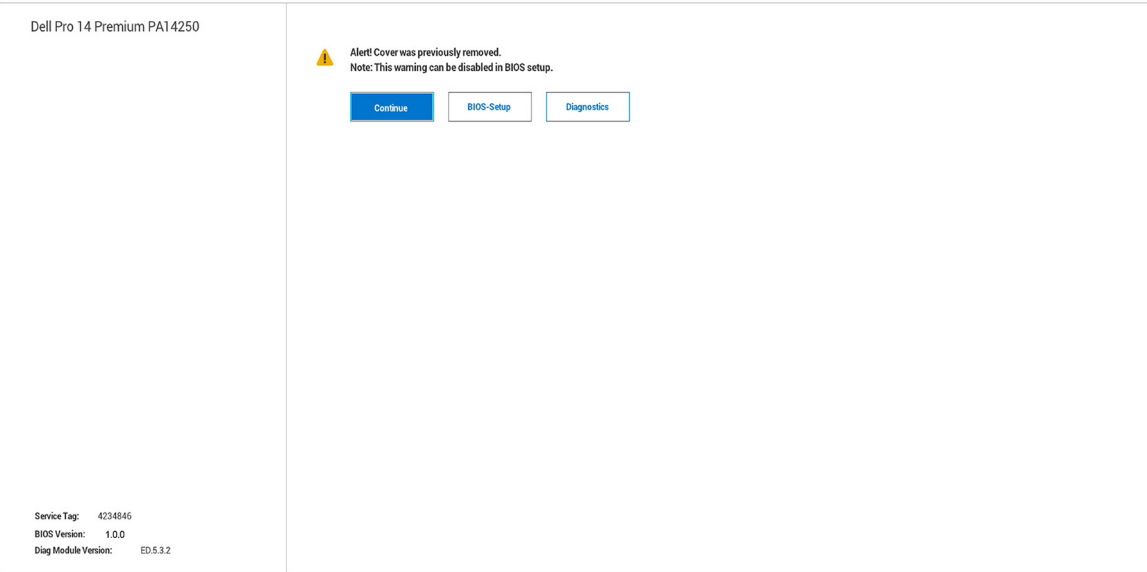 Dell Pro 14 Premium PA14250
Alert! Cover was previously removed.
Note: This warning can be disabled in BIOS setup.
Continue
BIOS-Setup
Diagnostics
Service Tag: 4234846
BIOS Version: 1.0.0
Diag Module Version: ED.5.3.2